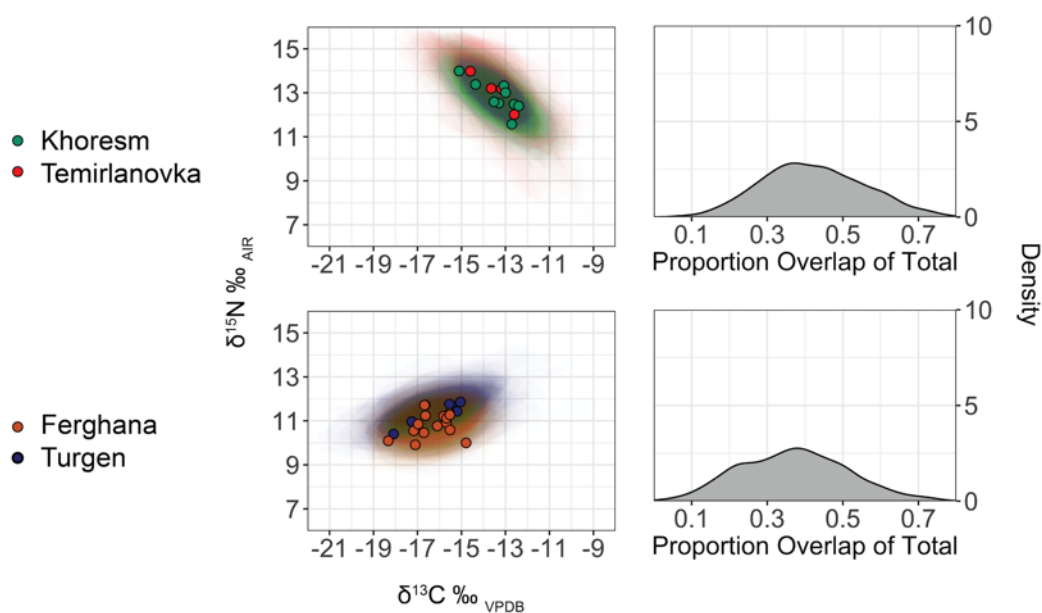 Khoresm
Temirlanovka
15
13
11
9
7
-21 -19 -17 -15 -13 -11 -9
10
5
0
0.1 0.3 0.5 0.7
Proportion Overlap of Total
δ15N ‰ AIR
Density
Ferghana
Turgen
15
13
11
9
7
-21 -19 -17 -15 -13 -11 -9
10
5
0
0.1 0.3 0.5 0.7
Proportion Overlap of Total
δ13C ‰ VPDB